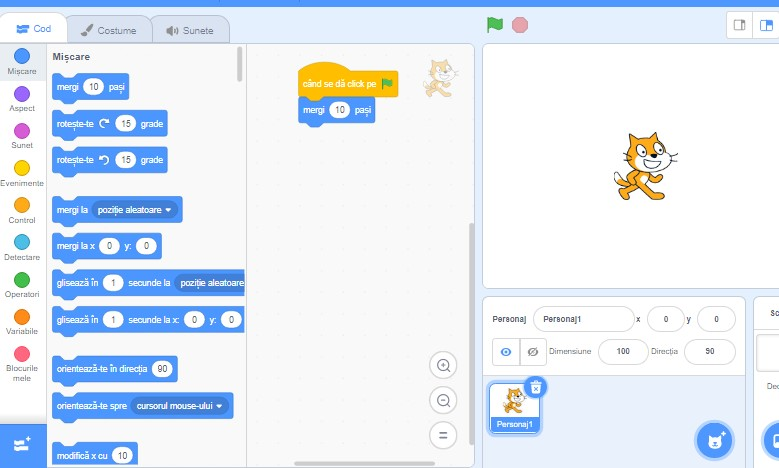 Cod
Costume
Sunete
Mișcare
Aspect
Sunet
Evenimente
Control
Detectare
Operatori
Variabile
Blocurile
mele
Mișcare
mergi 10 pași
rotește-te 15 grade
rotește-te 15 grade
mergi la poziție aleatoare
mergi la x 0 y: 0
glisează în 1 secunde la poziție aleatoare
glisează în 1 secunde la x: 0 y: 0
orientează-te în direcția 90
orientează-te spre cursorul mouse-ului
modifică x cu 10
când se dă click pe
mergi 10 pași
Personaj Personaj1 x 0 y 0
Dimensiune 100 Direcția 90
Personaj1